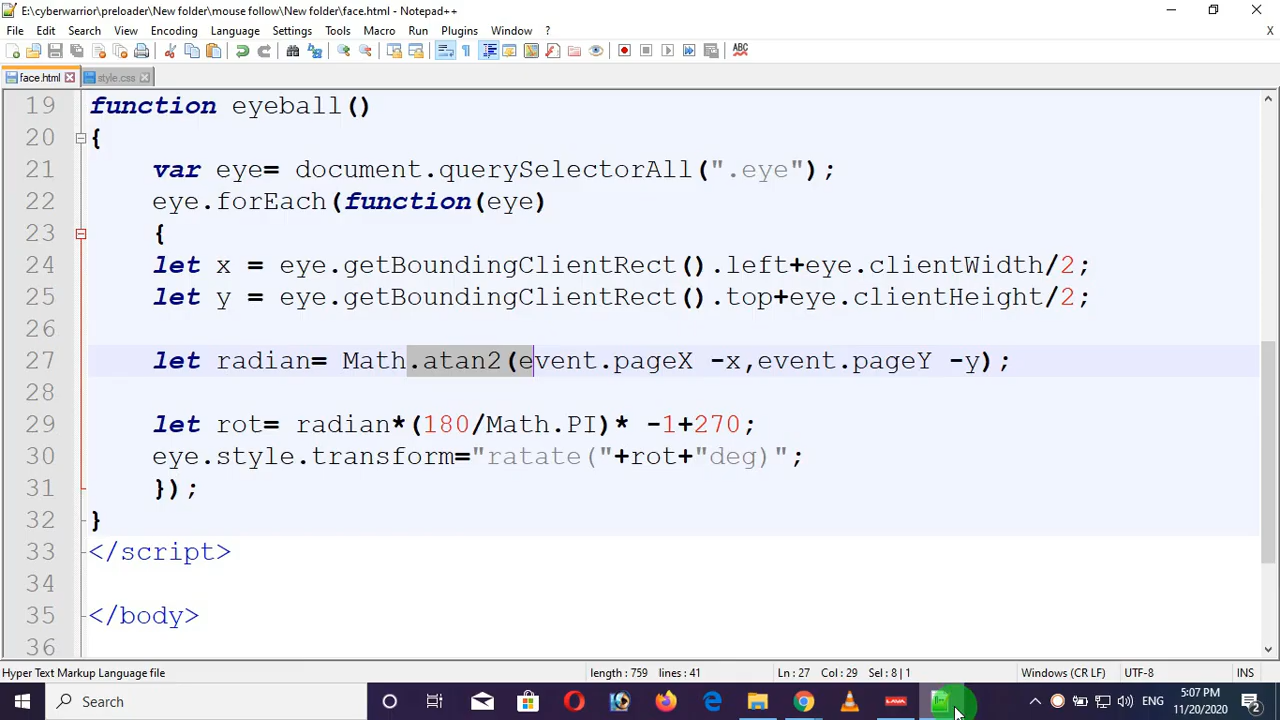 E:\cyberwarrior\preloader\New folder\mouse follow\New folder\face.html - Notepad++
File Edit Search View Encoding Language Settings Tools Macro Run Plugins Window ? X
face.html style.css
19 function eyeball()
20 {
21 var eye= document.querySelectorAll(".eye");
22 eye.forEach(function(eye)
23 {
24 let x = eye.getBoundingClientRect().left+eye.clientWidth/2;
25 let y = eye.getBoundingClientRect().top+eye.clientHeight/2;
26
27 let radian= Math.atan2(event.pageX -x,event.pageY -y);
28
29 let rot= radian*(180/Math.PI)* -1+270;
30 eye.style.transform="ratate("+rot+"deg)";
31 });
32 }
33 </script>
34
35 </body>
36
Hyper Text Markup Language file length : 759 lines : 41 Ln : 27 Col : 29 Sel : 8 | 1 Windows (CR LF) UTF-8 INS
Search LAVA ENG 5:07 PM
11/20/2020 2